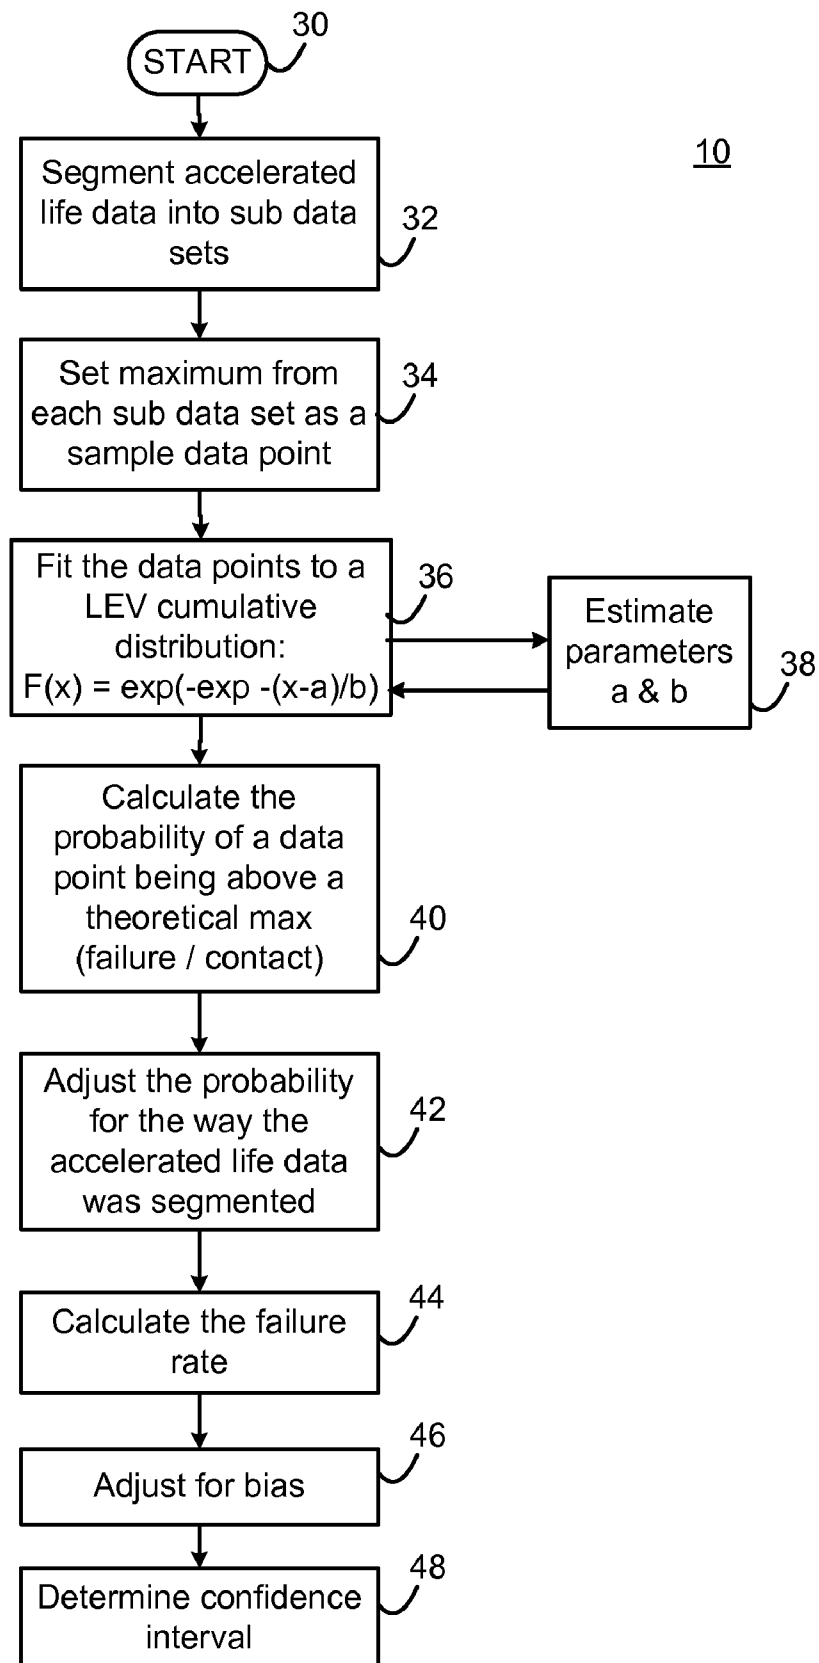 30
START
10
Segment accelerated
life data into sub data
sets
32
Set maximum from
each sub data set as a
sample data point
34
Fit the data points to a
LEV cumulative
distribution:
F(x) = exp(-exp -(x-a)/b)
36
Estimate
parameters
a & b
38
Calculate the
probability of a data
point being above a
theoretical max
(failure / contact)
40
Adjust the probability
for the way the
accelerated life data
was segmented
42
Calculate the failure
rate
44
Adjust for bias
46
Determine confidence
interval
48